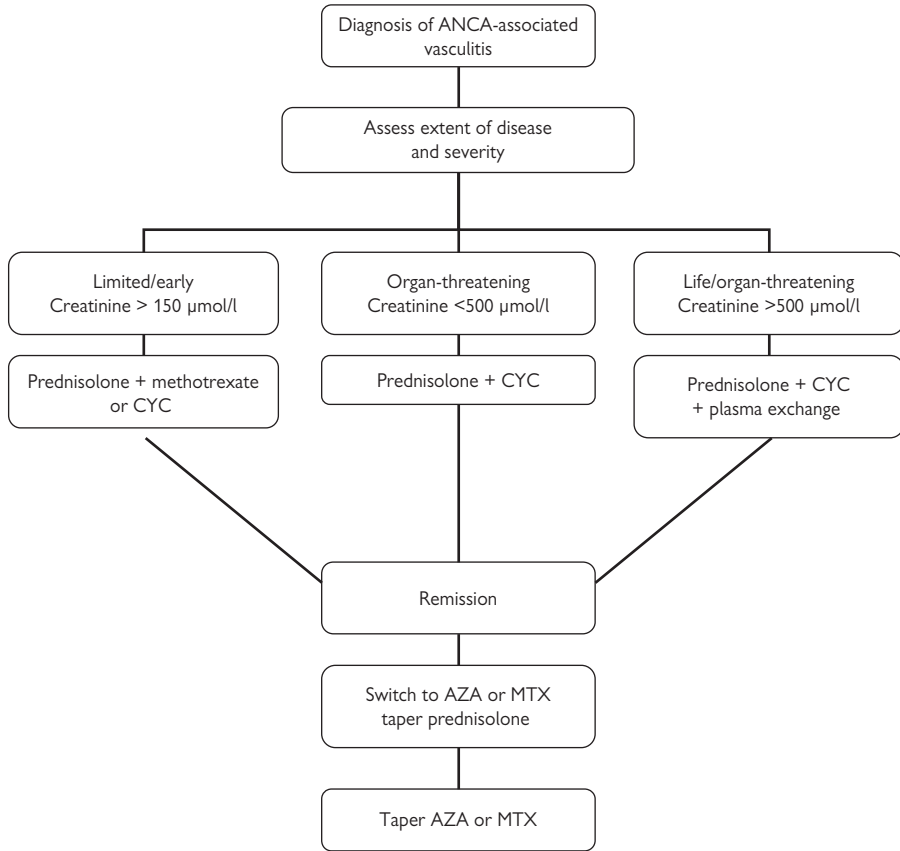 Diagnosis of ANCA-associated
vasculitis
Assess extent of disease
and severity
Limited/early
Creatinine > 150 µmol/l
Organ-threatening
Creatinine <500 µmol/l
Life/organ-threatening
Creatinine >500 µmol/l
Prednisolone + methotrexate
or CYC
Prednisolone + CYC
Prednisolone + CYC
+ plasma exchange
Remission
Switch to AZA or MTX
taper prednisolone
Taper AZA or MTX